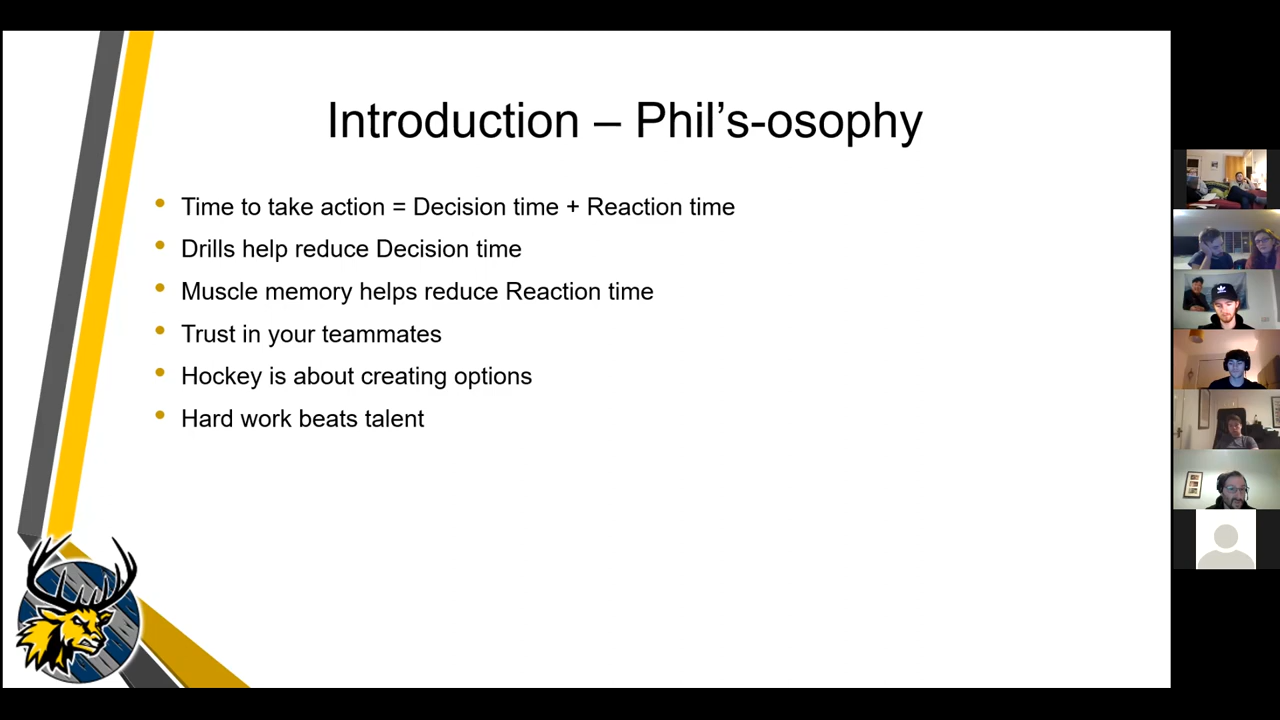 Introduction – Phil’s-osophy
Time to take action = Decision time + Reaction time
Drills help reduce Decision time
Muscle memory helps reduce Reaction time
Trust in your teammates
Hockey is about creating options
Hard work beats talent